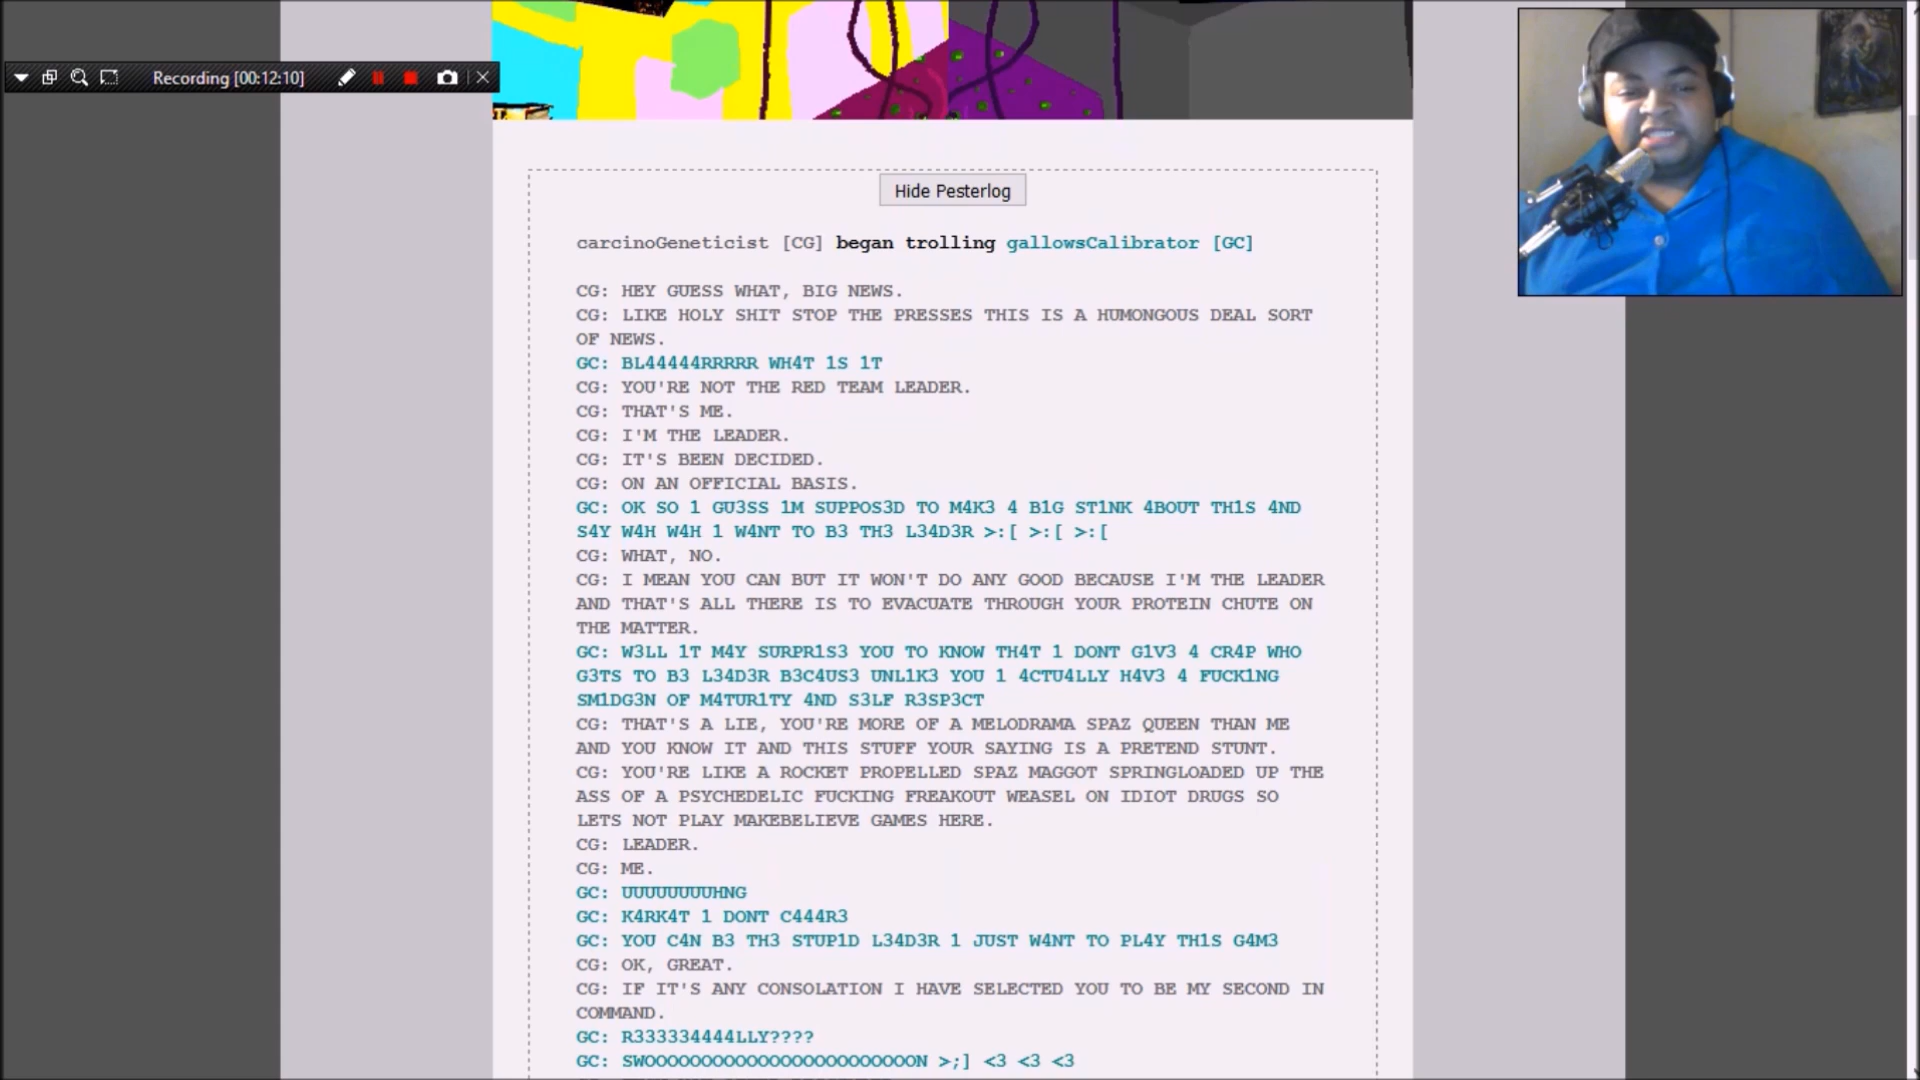 Recording [00:12:10]
Hide Pesterlog
carcinoGeneticist [CG] began trolling gallowsCalibrator [GC]
CG: HEY GUESS WHAT, BIG NEWS.
CG: LIKE HOLY SHIT STOP THE PRESSES THIS IS A HUMONGOUS DEAL SORT
OF NEWS.
GC: BL44444RRRRR WH4T 1S 1T
CG: YOU'RE NOT THE RED TEAM LEADER.
CG: THAT'S ME.
CG: I'M THE LEADER.
CG: IT'S BEEN DECIDED.
CG: ON AN OFFICIAL BASIS.
GC: OK SO 1 GU3SS 1M SUPPOS3D TO M4K3 4 B1G ST1NK 4BOUT TH1S 4ND
S4Y W4H W4H 1 W4NT TO B3 TH3 L34D3R >:[ >:[ >:[
CG: WHAT, NO.
CG: I MEAN YOU CAN BUT IT WON'T DO ANY GOOD BECAUSE I'M THE LEADER
AND THAT'S ALL THERE IS TO EVACUATE THROUGH YOUR PROTEIN CHUTE ON
THE MATTER.
GC: W3LL 1T M4Y SURPR1S3 YOU TO KNOW TH4T 1 DONT G1V3 4 CR4P WHO
G3TS TO B3 L34D3R B3C4US3 UNL1K3 YOU 1 4CTU4LLY H4V3 4 FUCK1NG
SM1DG3N OF M4TUR1TY 4ND S3LF R3SP3CT
CG: THAT'S A LIE, YOU'RE MORE OF A MELODRAMA SPAZ QUEEN THAN ME
AND YOU KNOW IT AND THIS STUFF YOUR SAYING IS A PRETEND STUNT.
CG: YOU'RE LIKE A ROCKET PROPELLED SPAZ MAGGOT SPRINGLOADED UP THE
ASS OF A PSYCHEDELIC FUCKING FREAKOUT WEASEL ON IDIOT DRUGS SO
LETS NOT PLAY MAKEBELIEVE GAMES HERE.
CG: LEADER.
CG: ME.
GC: UUUUUUUUHNG
GC: K4RK4T 1 DONT C444R3
GC: YOU C4N B3 TH3 STUP1D L34D3R 1 JUST W4NT TO PL4Y TH1S G4M3
CG: OK, GREAT.
CG: IF IT'S ANY CONSOLATION I HAVE SELECTED YOU TO BE MY SECOND IN
COMMAND.
GC: R333334444LLY????
GC: SWOOOOOOOOOOOOOOOOOOOOOOOON >;] <3 <3 <3